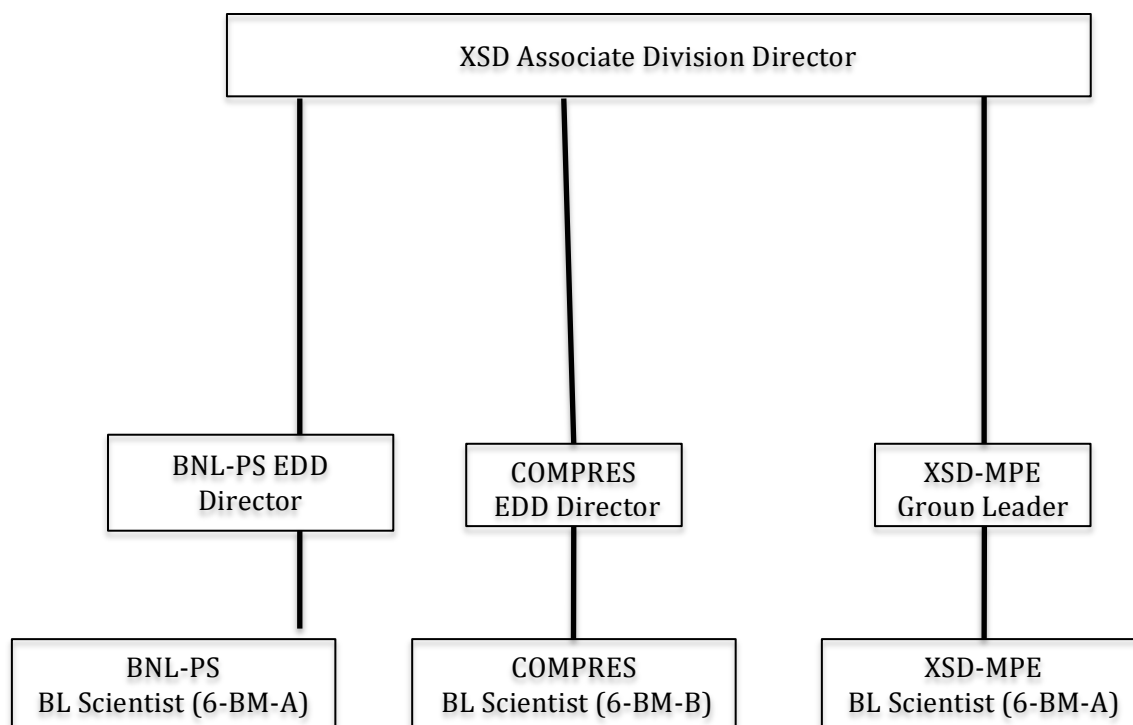 XSD Associate Division Director
BNL-PS EDD
Director
COMPRES
EDD Director
XSD-MPE
Group Leader
BNL-PS
BL Scientist (6-BM-A)
COMPRES
BL Scientist (6-BM-B)
XSD-MPE
BL Scientist (6-BM-A)